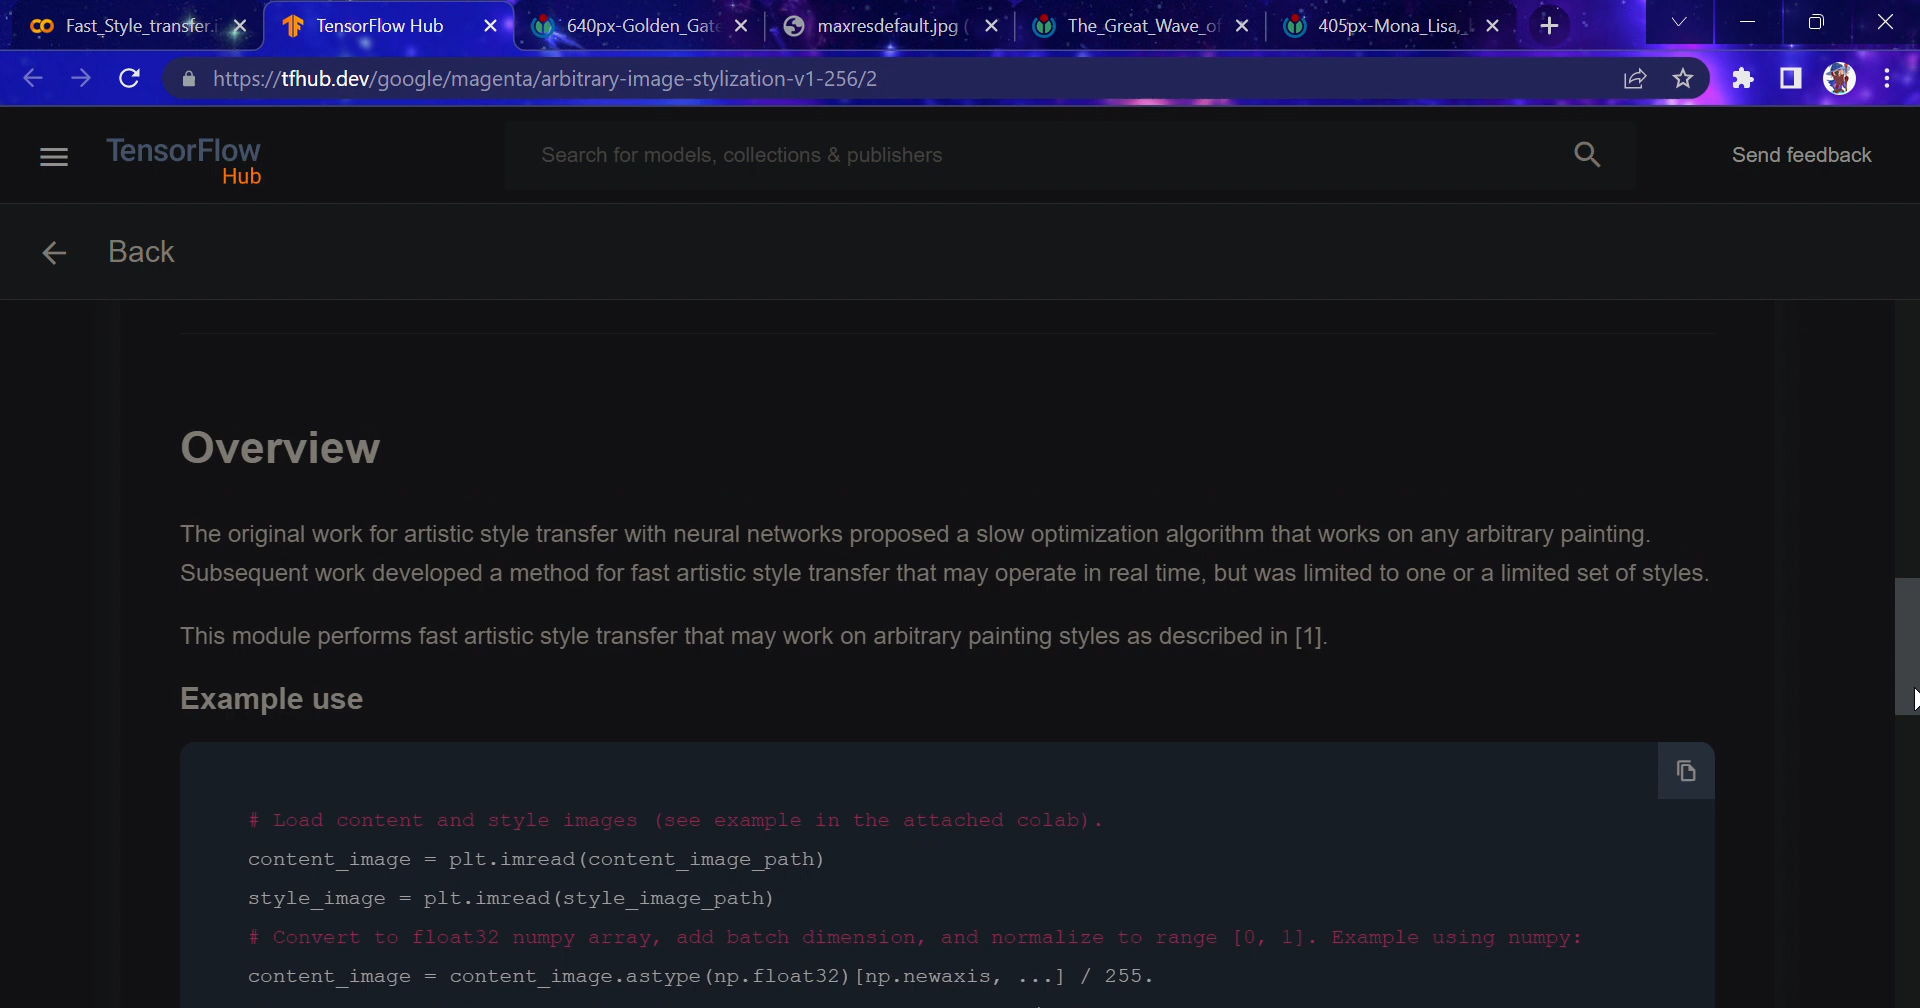 Fast_Style_transfer.i
TensorFlow Hub
640px-Golden_Gate
maxresdefault.jpg (
The_Great_Wave_of
405px-Mona_Lisa,_
https://tfhub.dev/google/magenta/arbitrary-image-stylization-v1-256/2
TensorFlow
Hub
Search for models, collections & publishers
Send feedback
Back
Overview
The original work for artistic style transfer with neural networks proposed a slow optimization algorithm that works on any arbitrary painting.
Subsequent work developed a method for fast artistic style transfer that may operate in real time, but was limited to one or a limited set of styles.
This module performs fast artistic style transfer that may work on arbitrary painting styles as described in [1].
Example use
# Load content and style images (see example in the attached colab).
content_image = plt.imread(content_image_path)
style_image = plt.imread(style_image_path)
# Convert to float32 numpy array, add batch dimension, and normalize to range [0, 1]. Example using numpy:
content_image = content_image.astype(np.float32)[np.newaxis, ...] / 255.